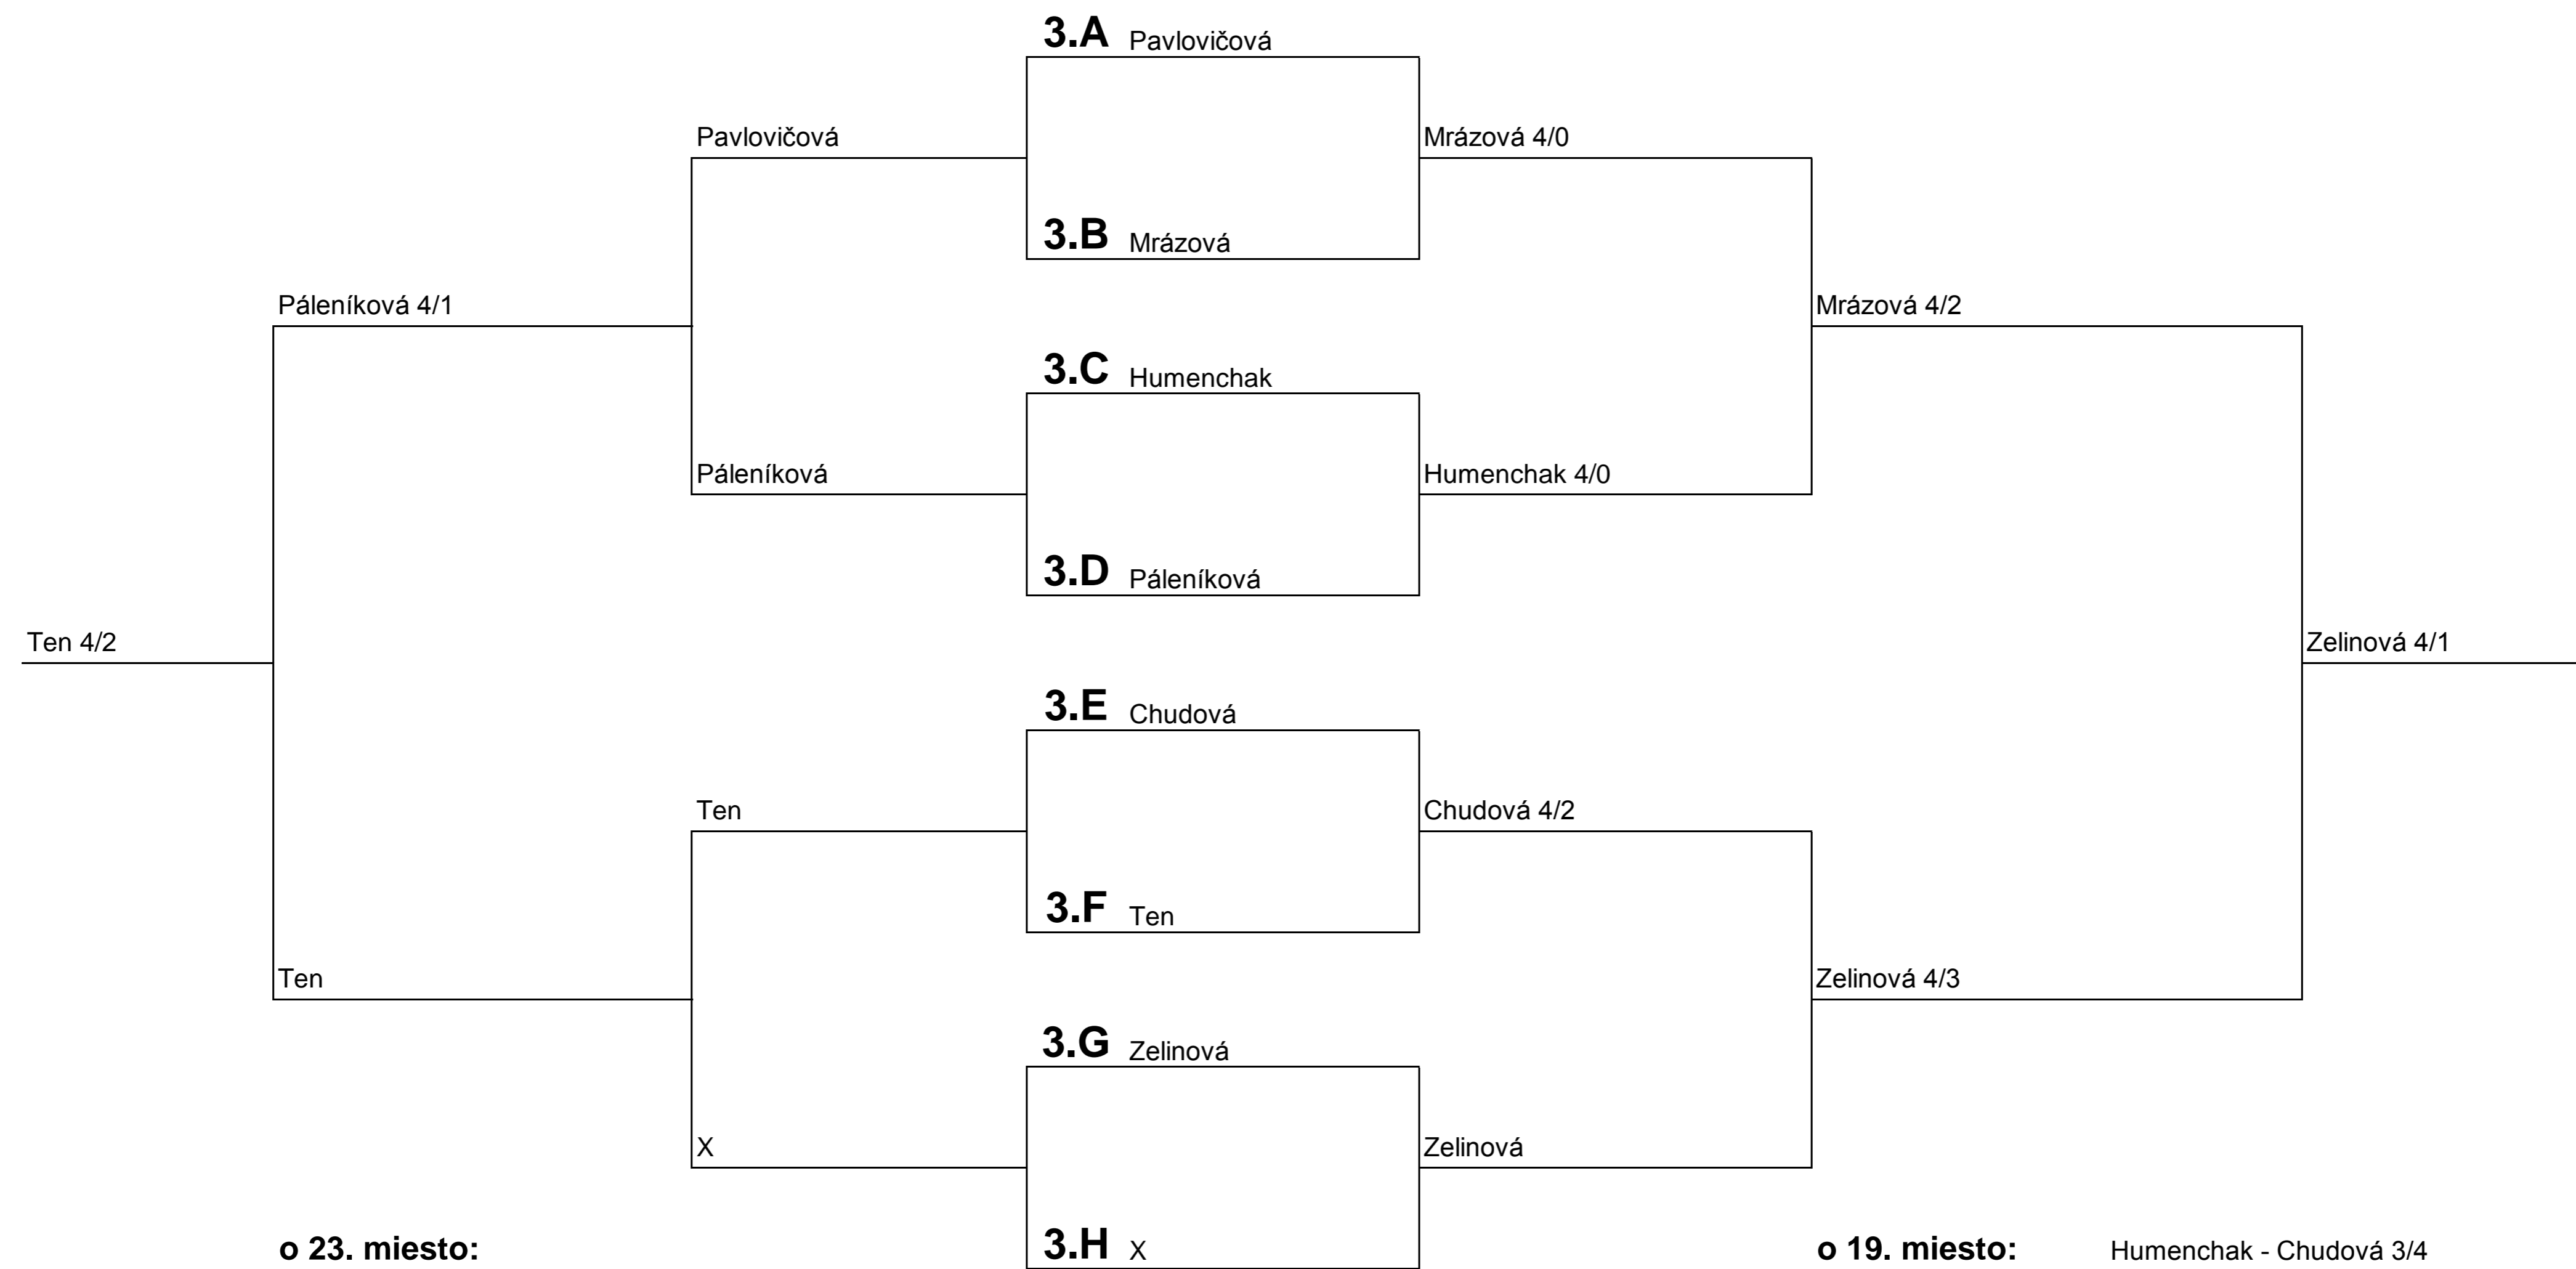 3.A Pavlovičová
Pavlovičová
Mrázová 4/0
3.B Mrázová
Páleníková 4/1
Mrázová 4/2
3.C Humenchak
Páleníková
Humenchak 4/0
3.D Páleníková
Ten 4/2
Zelinová 4/1
3.E Chudová
Ten
Chudová 4/2
3.F Ten
Ten
Zelinová 4/3
3.G Zelinová
X
Zelinová
3.H X
o 23. miesto:
o 19. miesto: Humenchak - Chudová 3/4